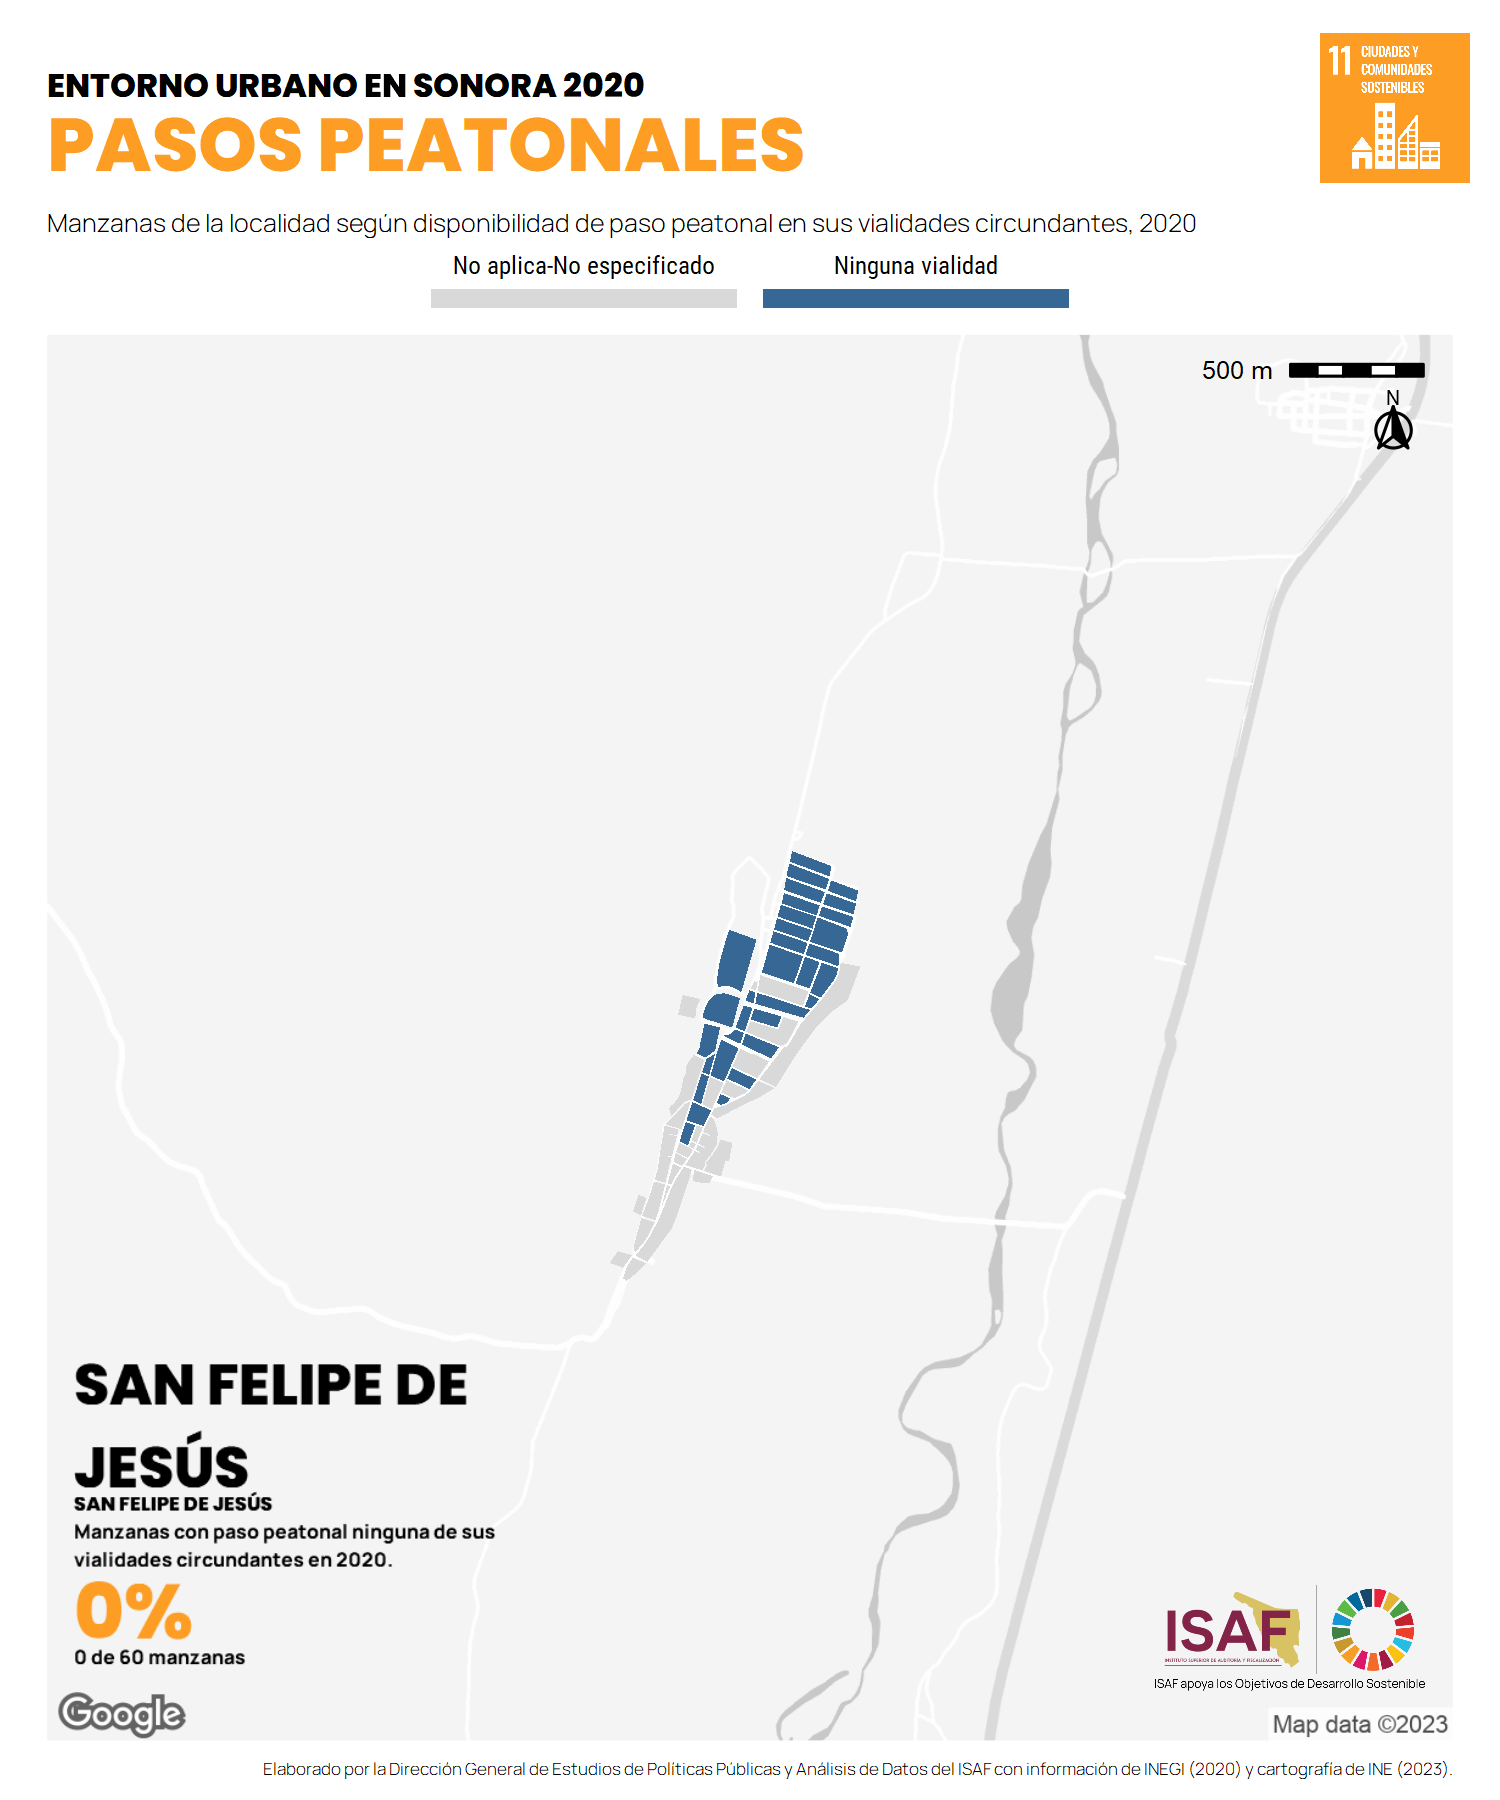 ENTORNO URBANO EN SONORA 2020
PASOS PEATONALES
11 CIUDADES Y
COMUNIDADES
SOSTENIBLES
Manzanas de la localidad según disponibilidad de paso peatonal en sus vialidades circundantes, 2020
No aplica-No especificado
Ninguna vialidad
500 m
N
SAN FELIPE DE
JESÚS
SAN FELIPE DE JESÚS
Manzanas con paso peatonal ninguna de sus
vialidades circundantes en 2020.
0%
0 de 60 manzanas
ISAF
INSTITUTO SUPERIOR DE AUDITORÍA Y FISCALIZACIÓN
ISAF apoya los Objetivos de Desarrollo Sostenible
Google
Map data ©2023
Elaborado por la Dirección General de Estudios de Políticas Públicas y Análisis de Datos del ISAF con información de INEGI (2020) y cartografía de INE (2023).